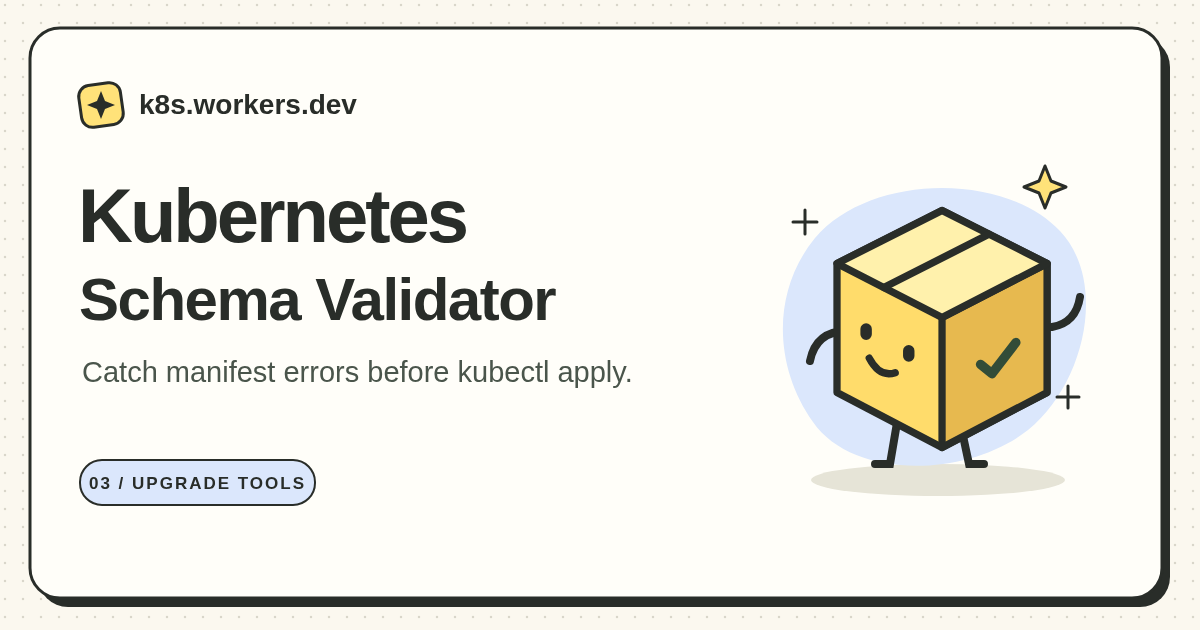 k8s.workers.dev
Kubernetes
Schema Validator
Catch manifest errors before kubectl apply.
03 / UPGRADE TOOLS